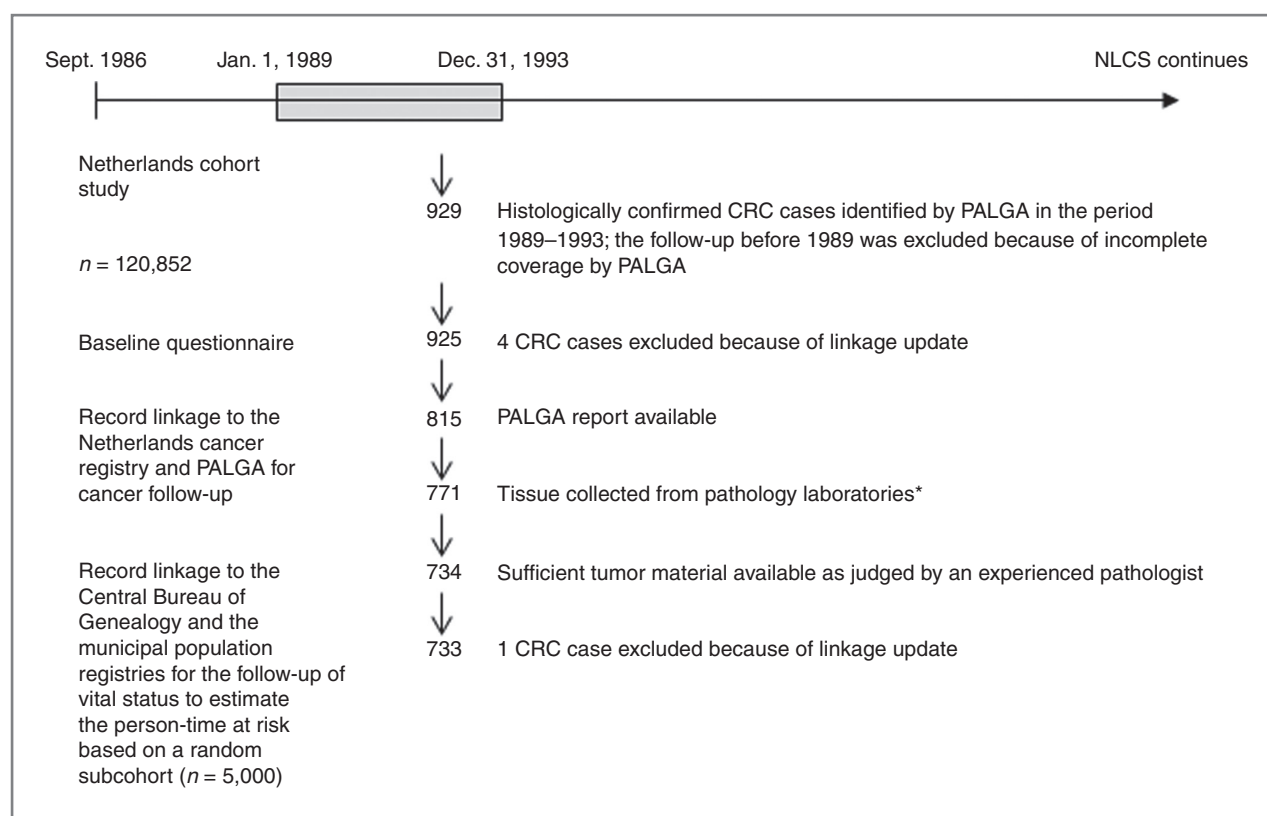 Sept. 1986 Jan. 1, 1989 Dec. 31, 1993 NLCS continues
Netherlands cohort
study
n = 120,852
Baseline questionnaire
Record linkage to the
Netherlands cancer
registry and PALGA for
cancer follow-up
Record linkage to the
Central Bureau of
Genealogy and the
municipal population
registries for the follow-up of
vital status to estimate
the person-time at risk
based on a random
subcohort (n = 5,000)
929 Histologically confirmed CRC cases identified by PALGA in the period
1989–1993; the follow-up before 1989 was excluded because of incomplete
coverage by PALGA
925 4 CRC cases excluded because of linkage update
815 PALGA report available
771 Tissue collected from pathology laboratories*
734 Sufficient tumor material available as judged by an experienced pathologist
733 1 CRC case excluded because of linkage update